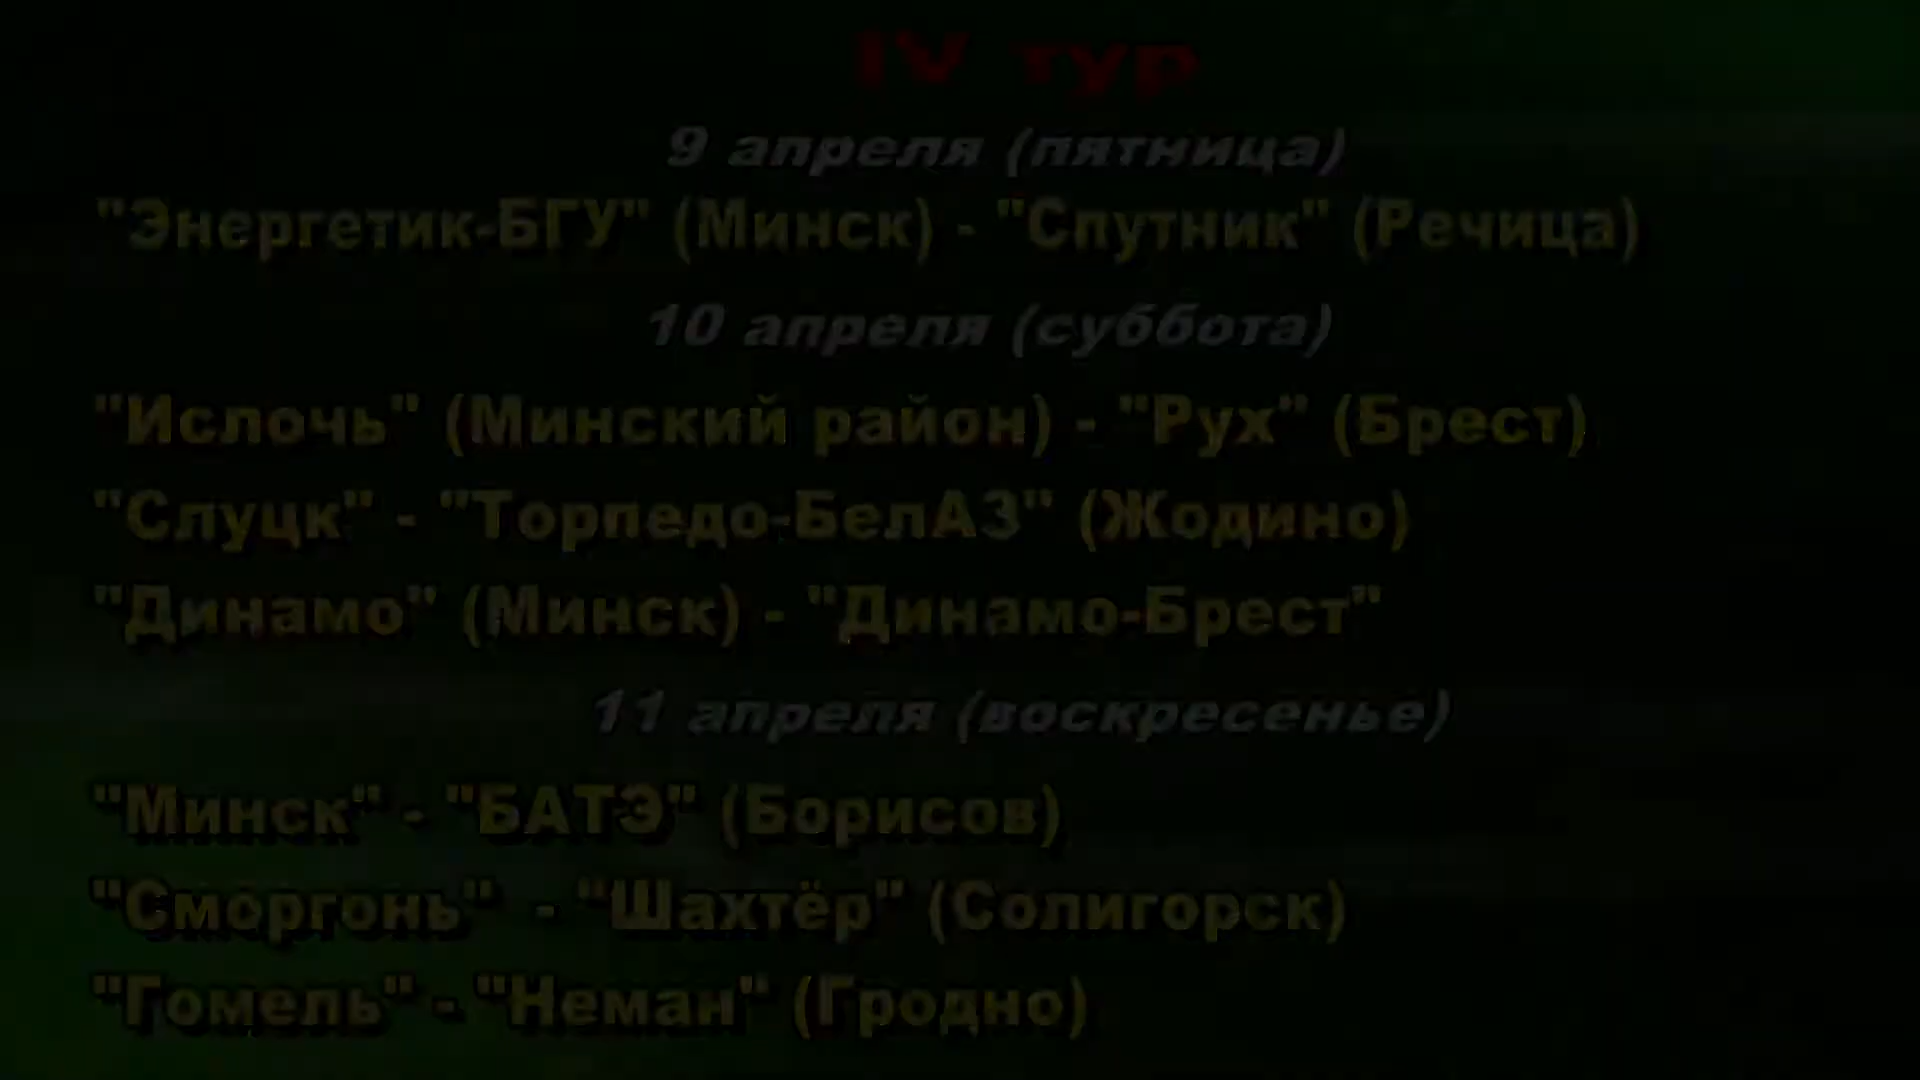 IV тур
9 апреля (пятница)
"Энергетик-БГУ" (Минск) - "Спутник" (Речица)
10 апреля (суббота)
"Ислочь" (Минский район) - "Рух" (Брест)
"Слуцк" - "Торпедо-БелАЗ" (Жодино)
"Динамо" (Минск) - "Динамо-Брест"
11 апреля (воскресенье)
"Минск" - "БАТЭ" (Борисов)
"Сморгонь" - "Шахтёр" (Солигорск)
"Гомель" - "Неман" (Гродно)